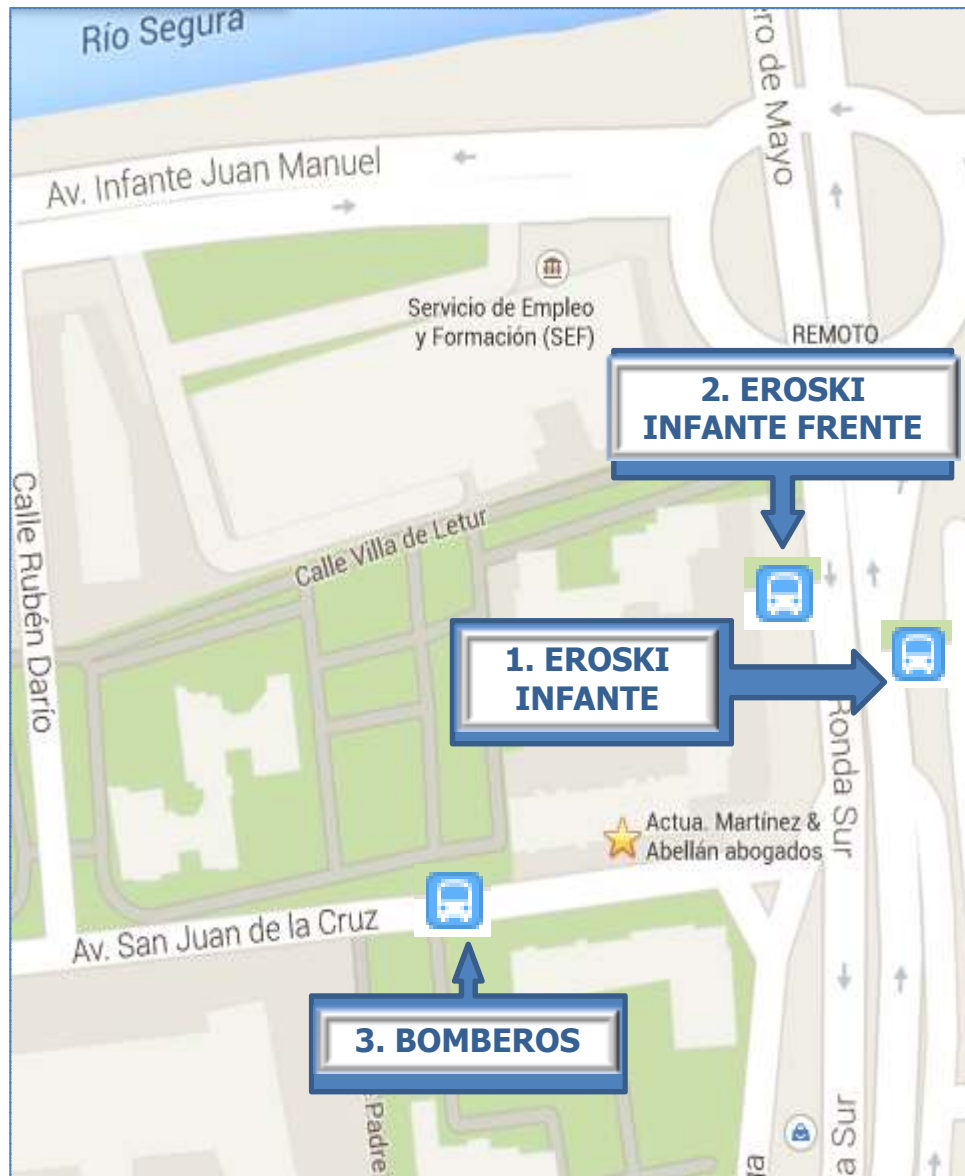 Río Segura
ero de Mayo
Av. Infante Juan Manuel
Servicio de Empleo
y Formación (SEF)
REMOTO
2. EROSKI
INFANTE FRENTE
Calle Rubén Darío
Calle Villa de Letur
1. EROSKI
INFANTE
Ronda Sur
Actua. Martínez &
Abellán abogados
Av. San Juan de la Cruz
3. BOMBEROS
Padre
a Sur